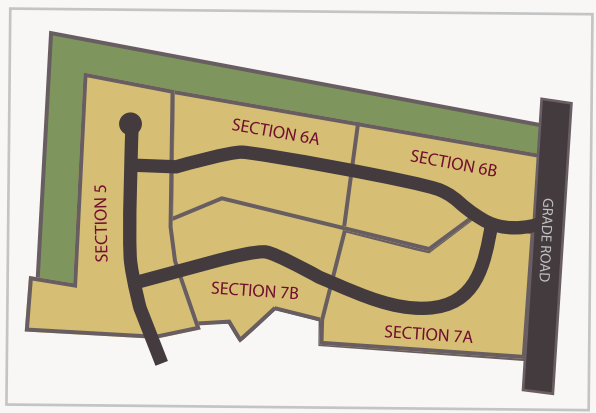 SECTION 6A
SECTION 6B
SECTION 5
GRADE ROAD
SECTION 7B
SECTION 7A